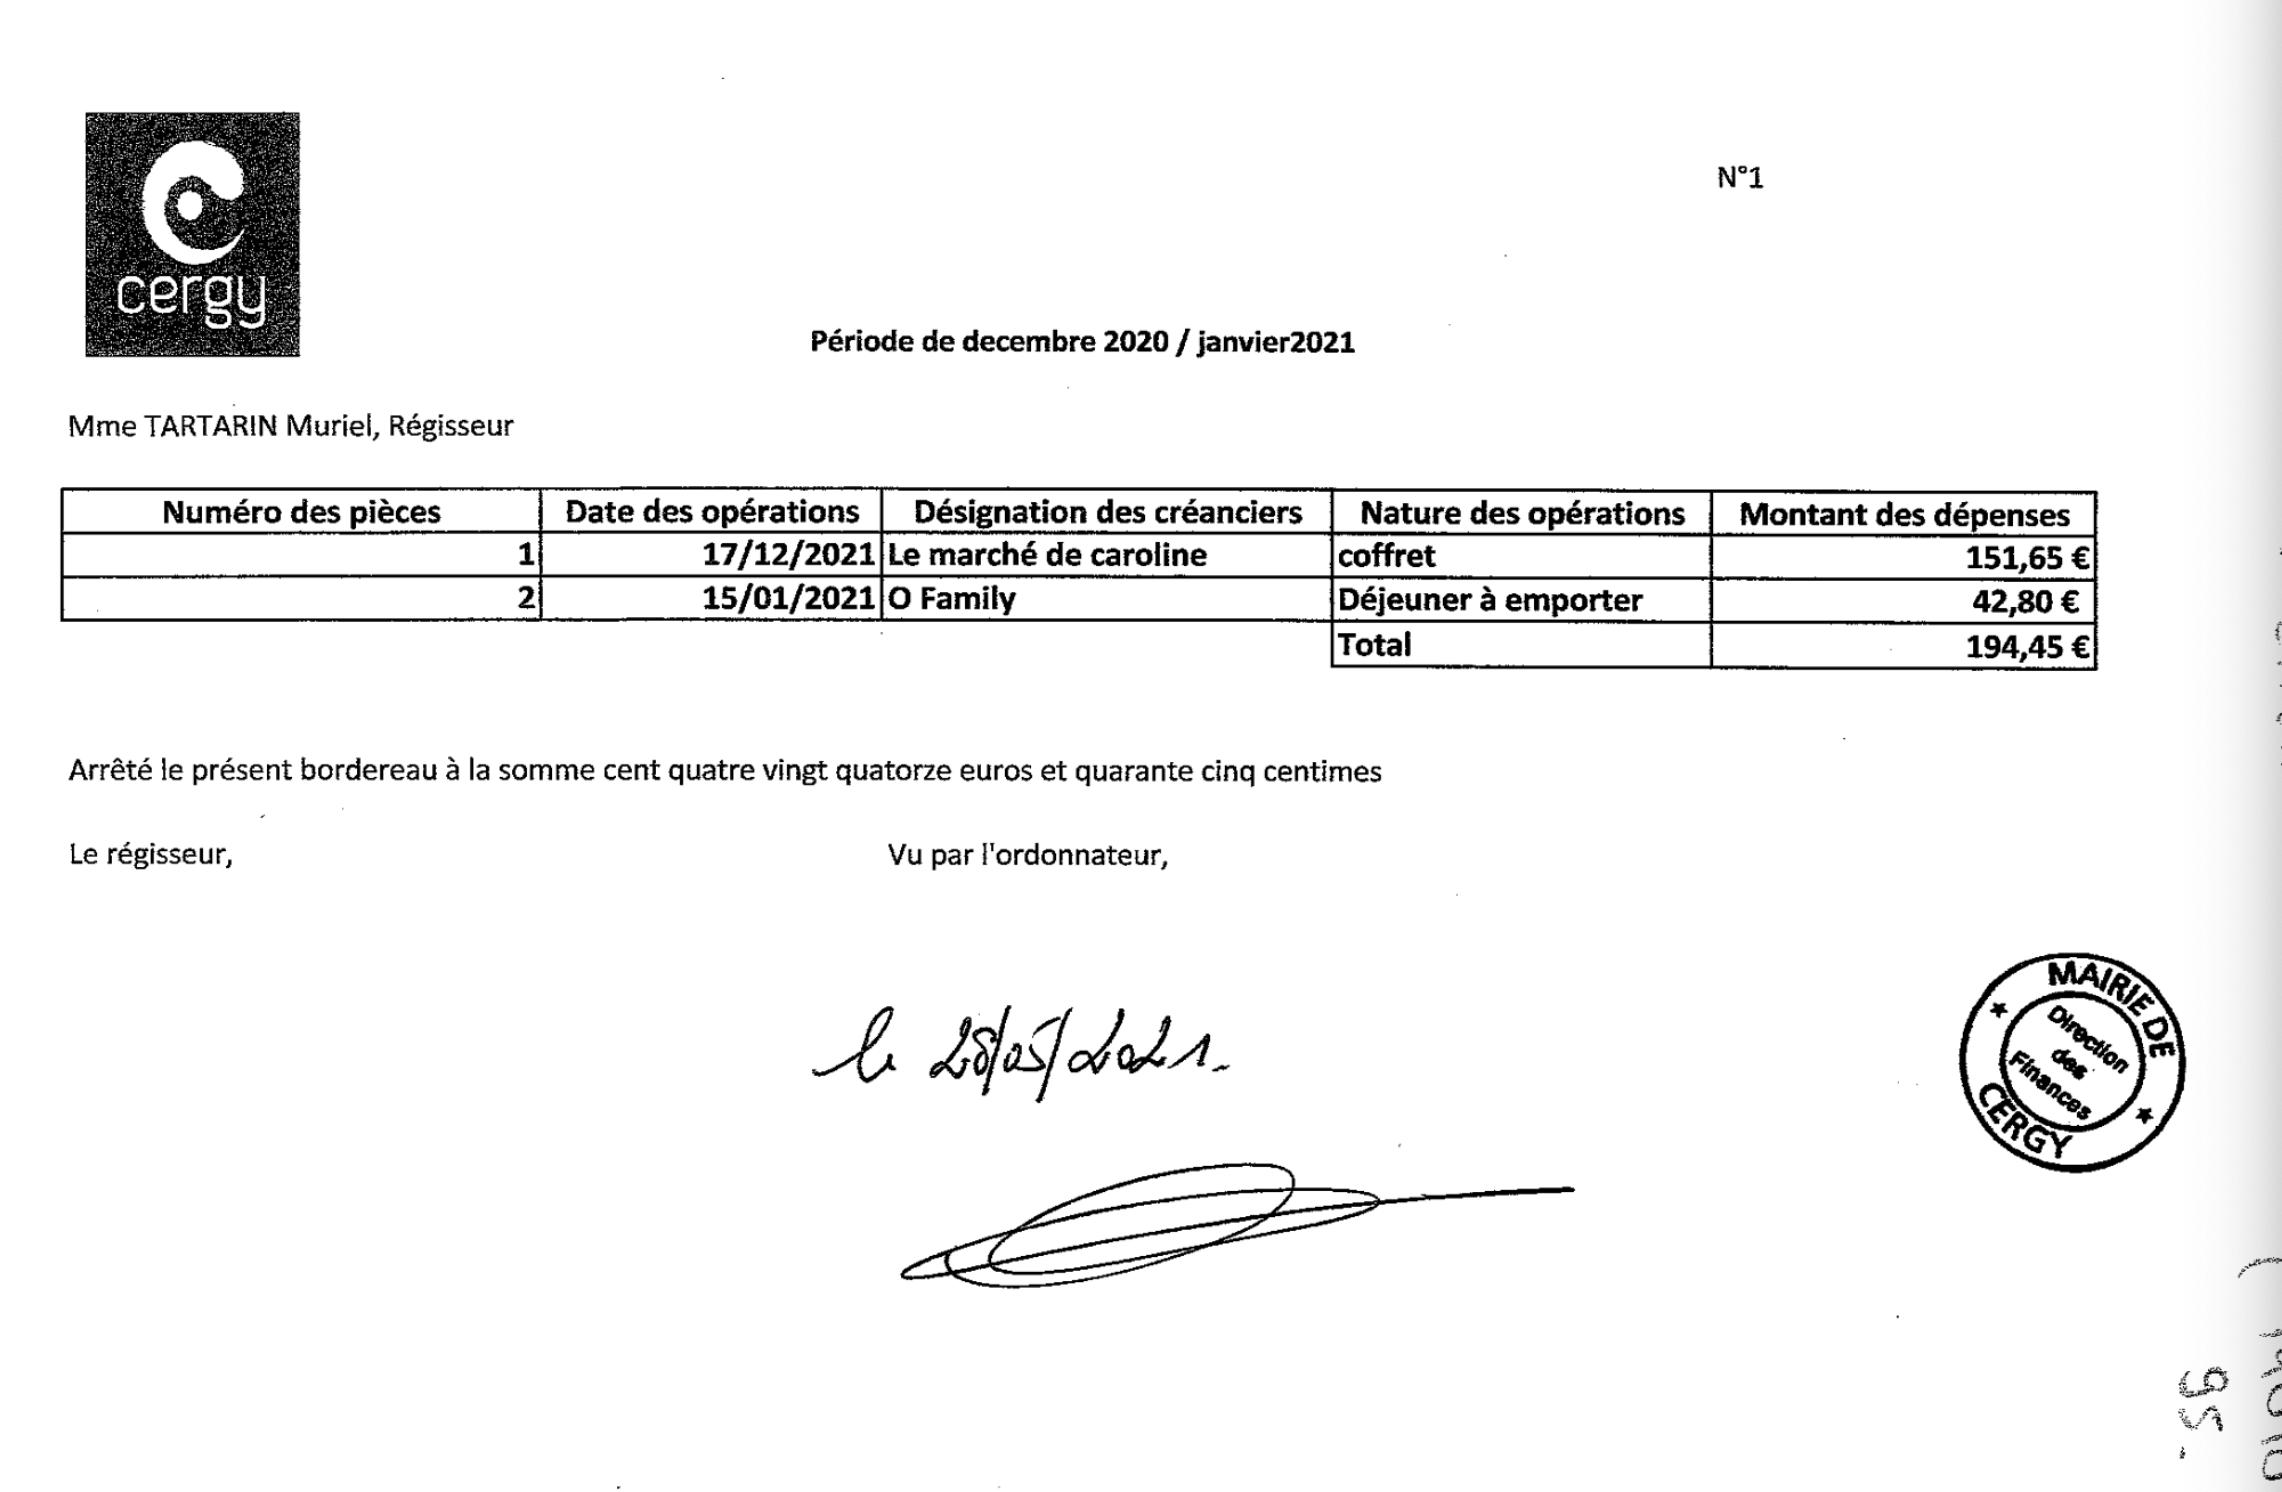 cergy
N°1
Période de decembre 2020 / janvier2021
Mme TARTARIN Muriel, Régisseur
Numéro des pièces Date des opérations Désignation des créanciers Nature des opérations Montant des dépenses
1 17/12/2021 Le marché de caroline coffret 151,65 €
2 15/01/2021 O Family Déjeuner à emporter 42,80 €
Total 194,45 €
Arrêté le présent bordereau à la somme cent quatre vingt quatorze euros et quarante cinq centimes
Le régisseur, Vu par l'ordonnateur,
le 28/05/2021.
MAIRIE DE
CERGY
Direction
des
Finances